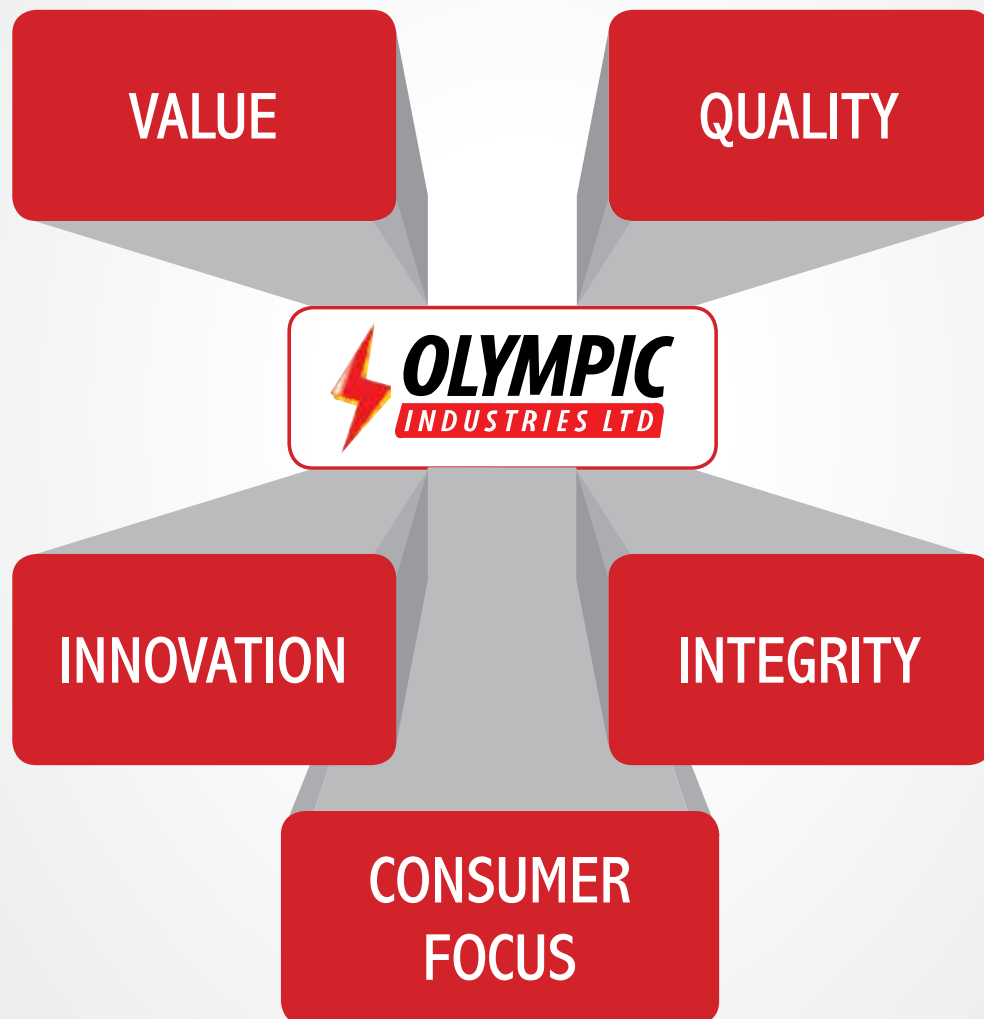 VALUE
QUALITY
OLYMPIC
INDUSTRIES LTD
INNOVATION
INTEGRITY
CONSUMER
FOCUS